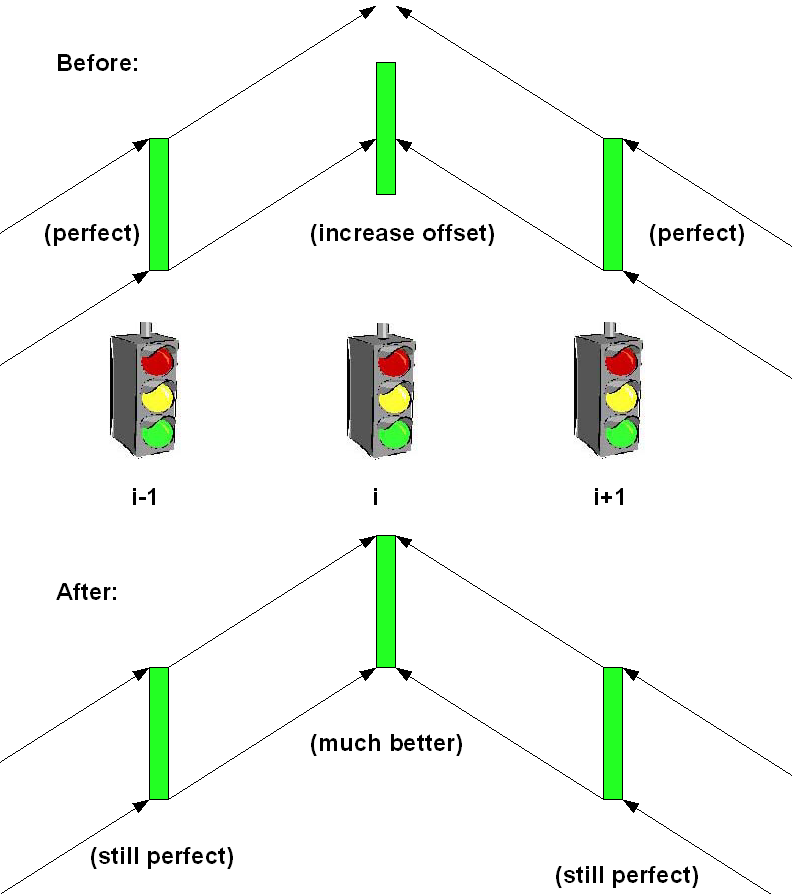 Before:
(perfect)
(increase offset)
(perfect)
i-1
i
i+1
After:
(much better)
(still perfect)
(still perfect)